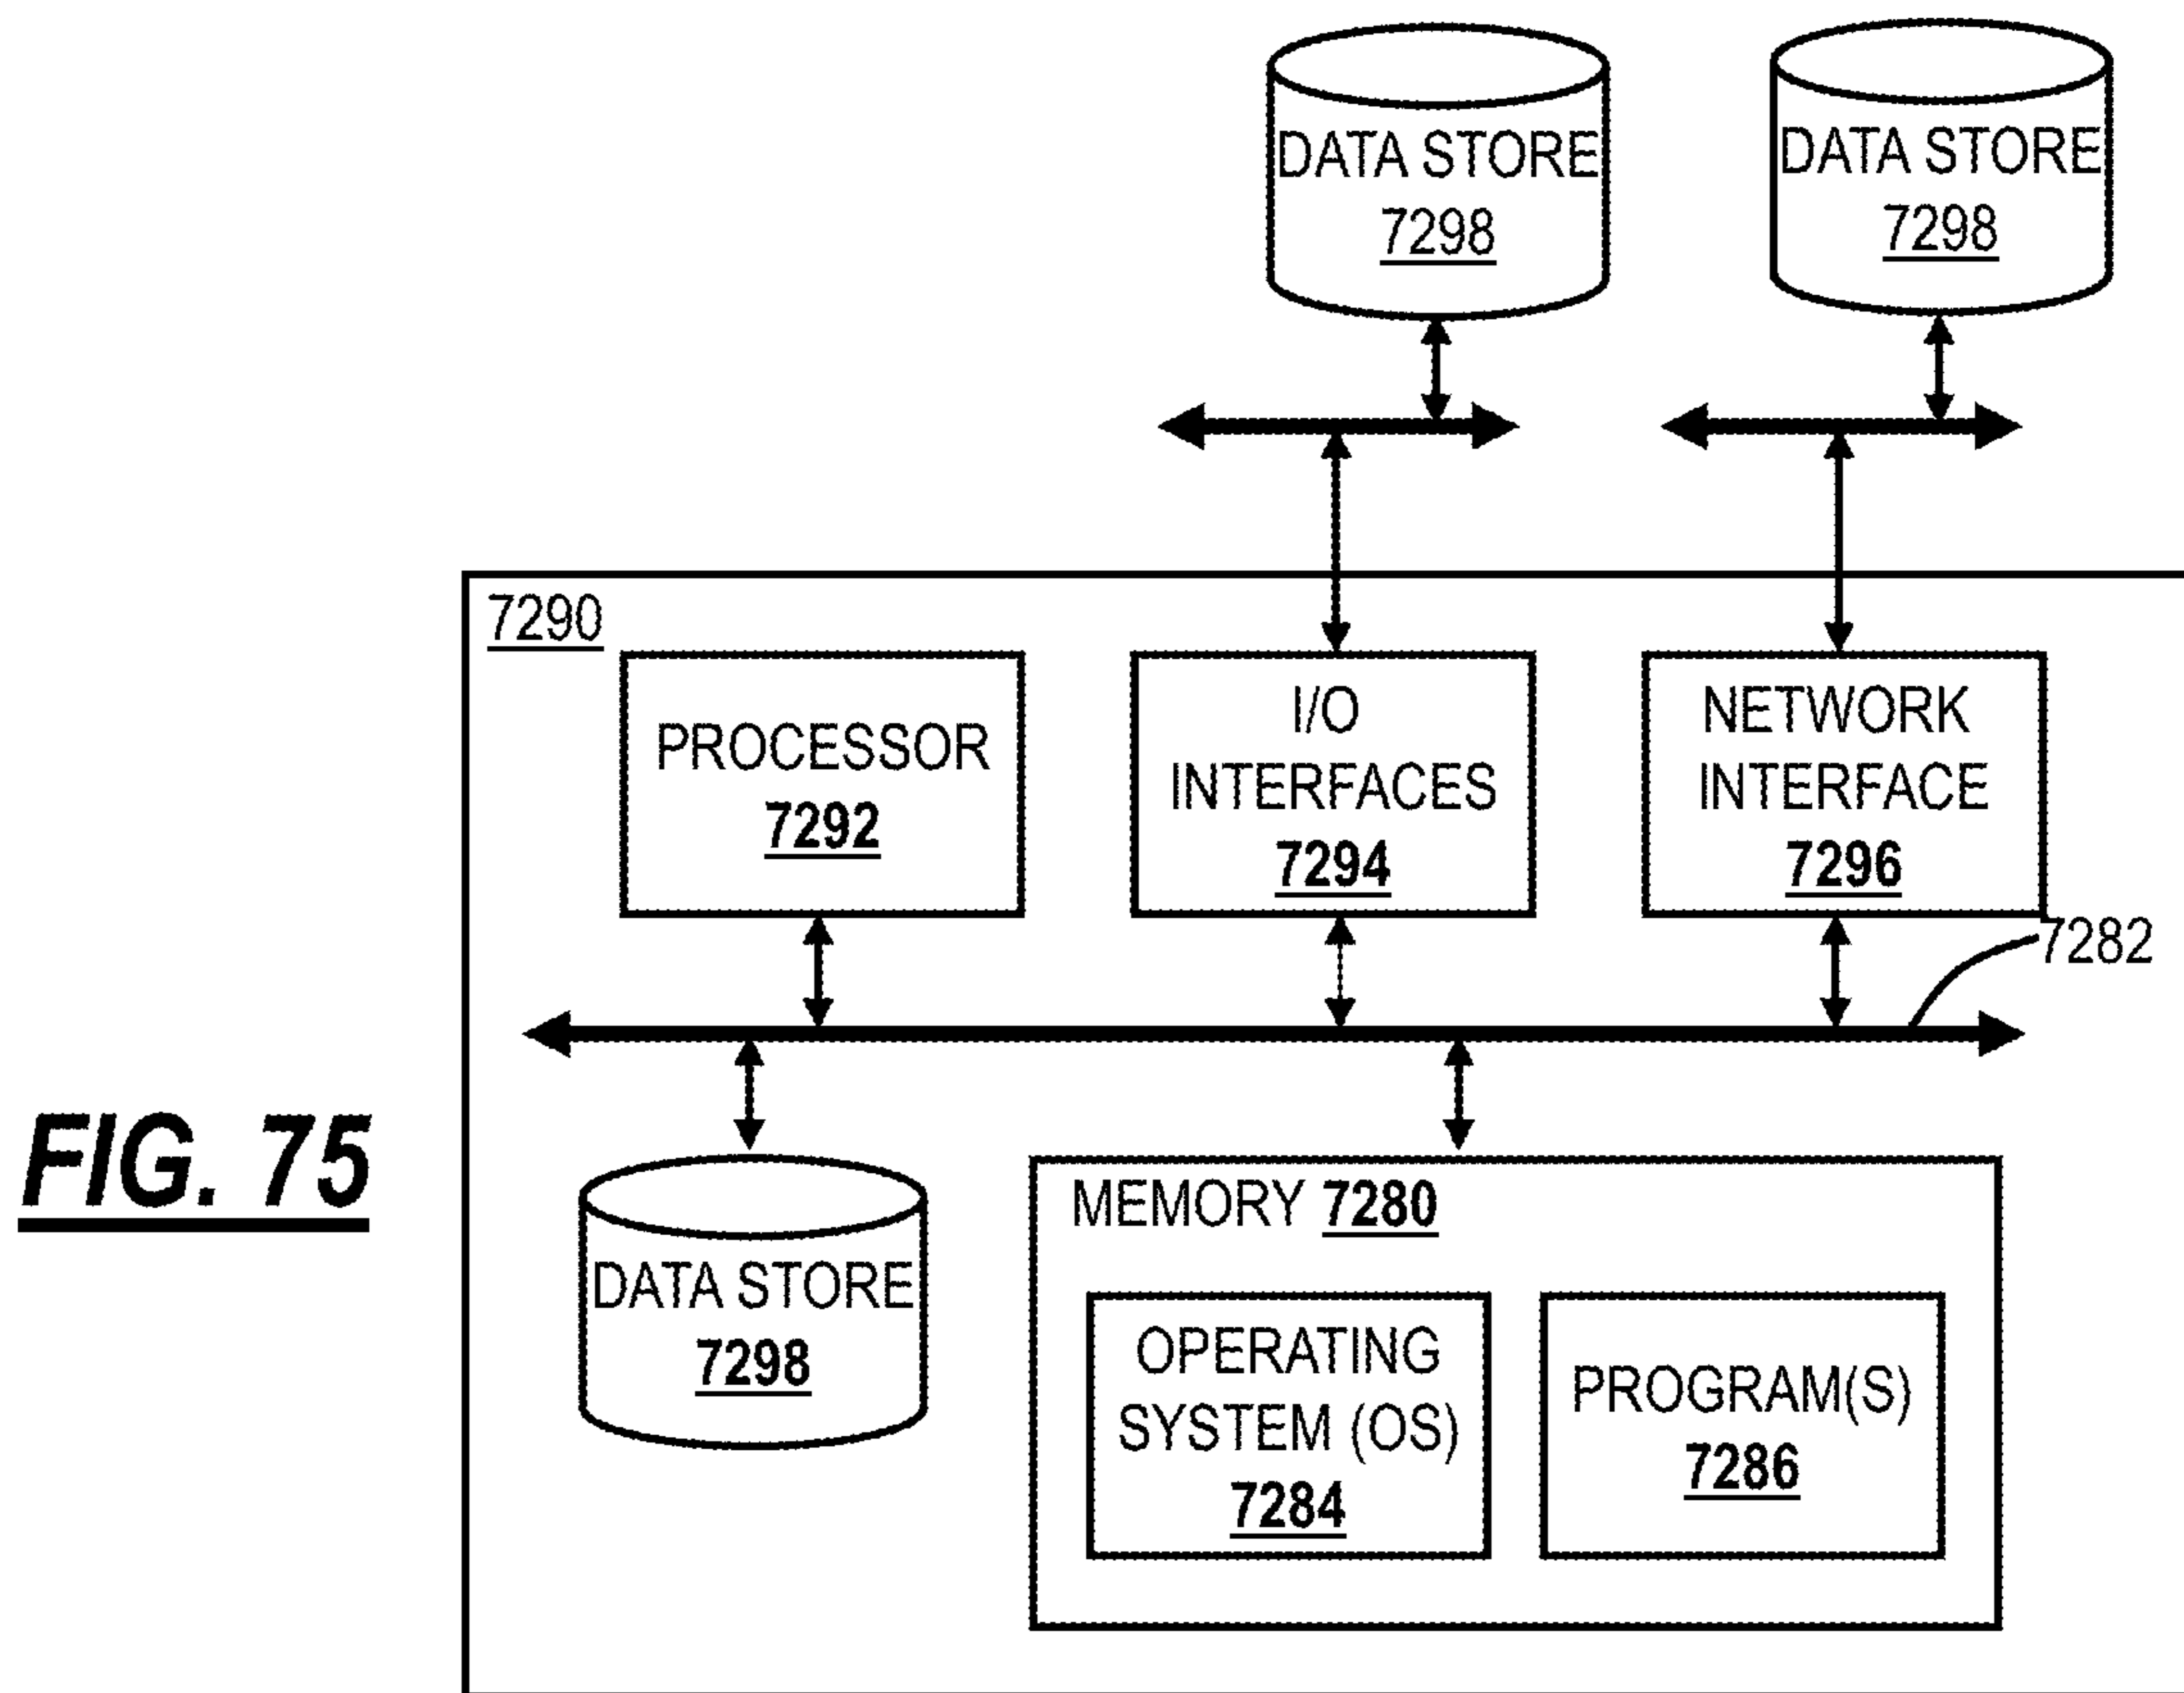 DATA STORE
7298
DATA STORE
7298
7290
PROCESSOR
7292
I/O
INTERFACES
7294
NETWORK
INTERFACE
7296
7282
FIG. 75
DATA STORE
7298
MEMORY 7280
OPERATING
SYSTEM (OS)
7284
PROGRAM(S)
7286